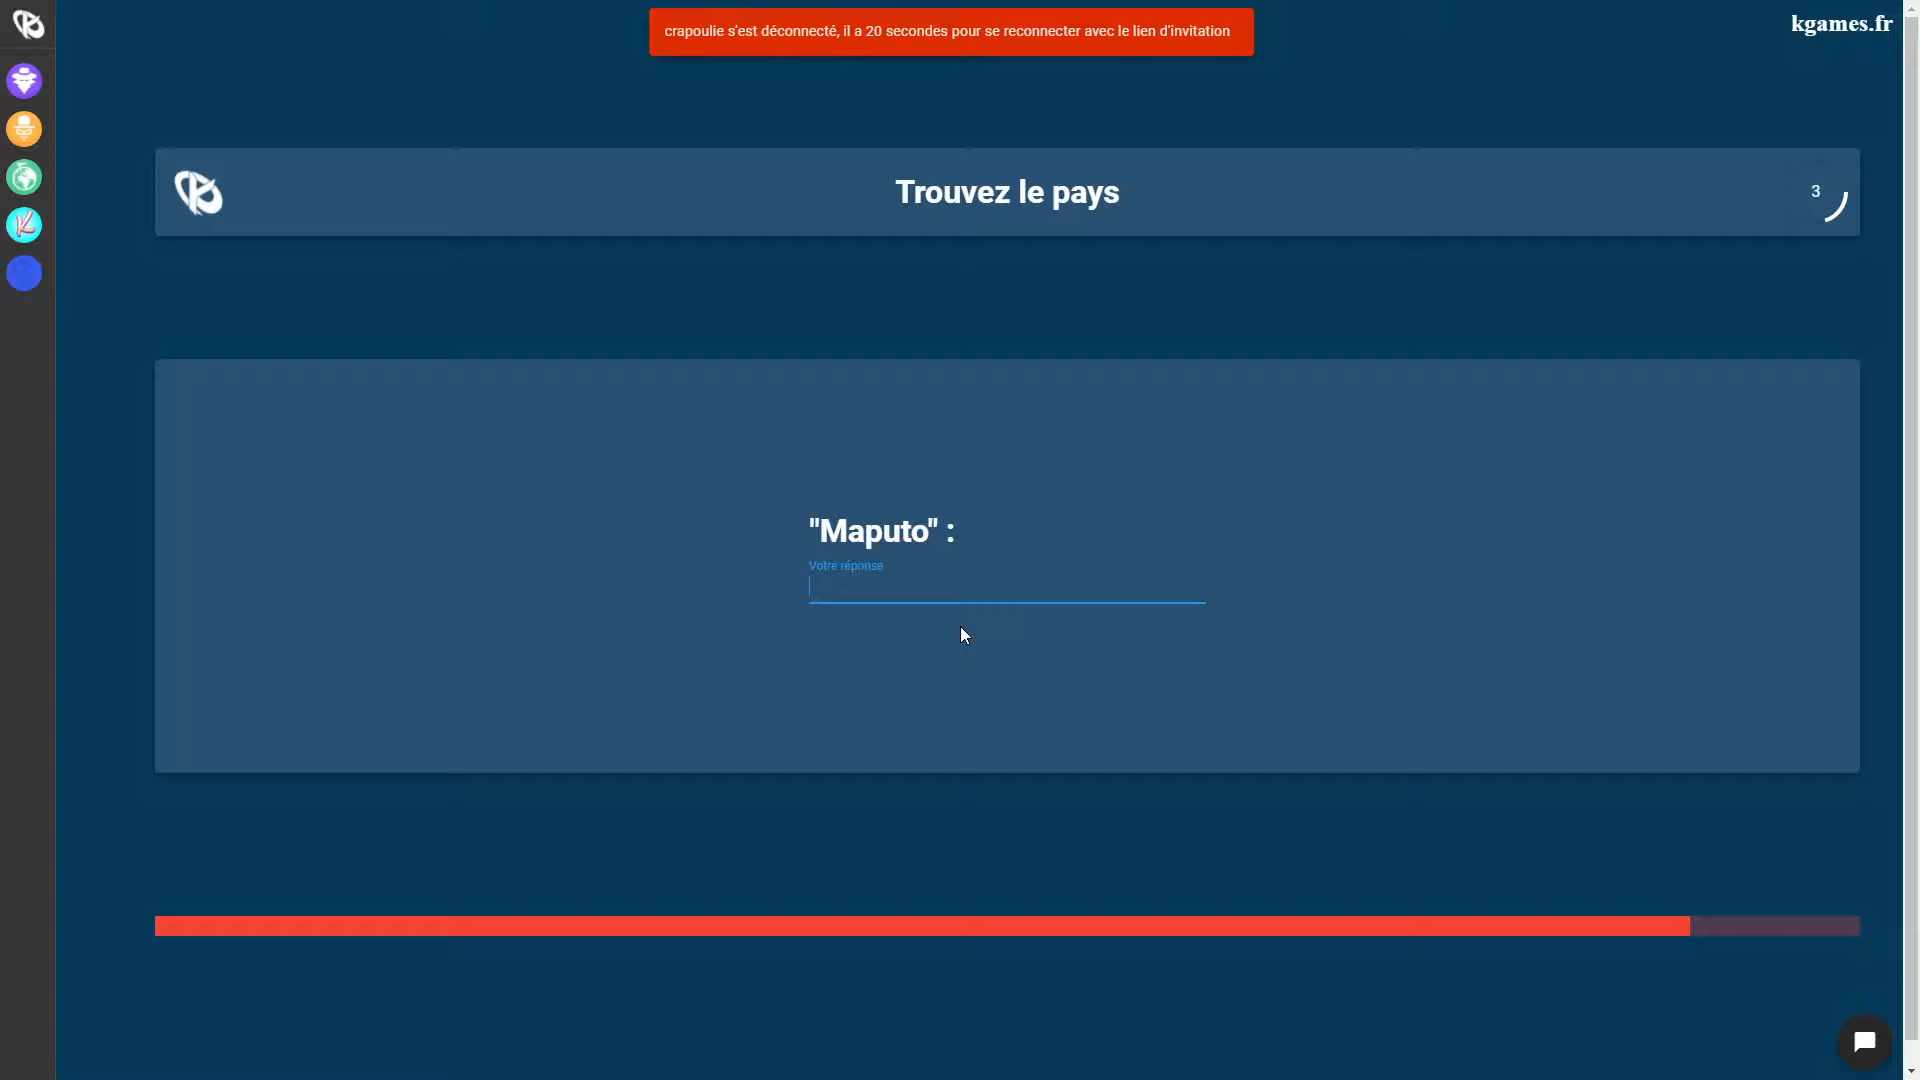 crapoulie s'est déconnecté, il a 20 secondes pour se reconnecter avec le lien d'invitation
kgames.fr
Trouvez le pays
3
"Maputo" :
Votre réponse